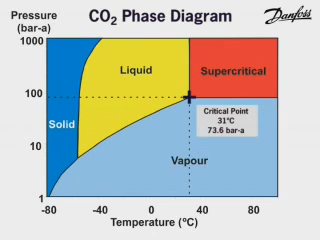 Pressure
(bar-a)
CO2 Phase Diagram
Danfoss
1000
100
10
1
Liquid
Supercritical
Solid
Critical Point
31°C
73.6 bar-a
Vapour
-80
-40
0
40
80
Temperature (°C)